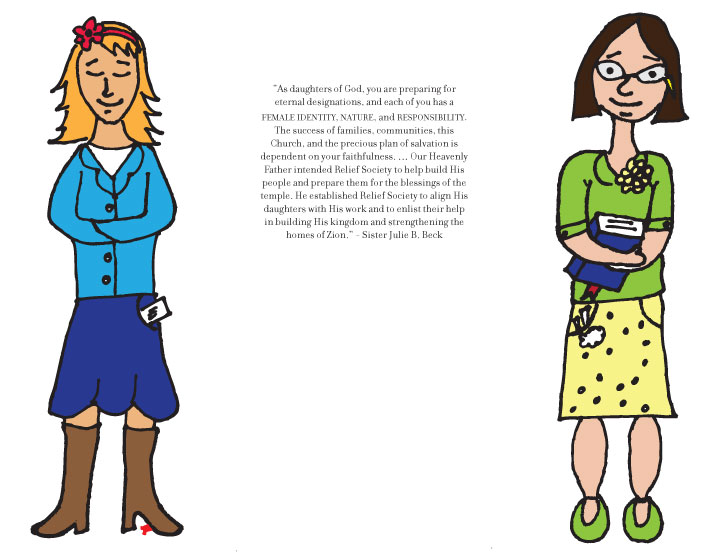 "As daughters of God, you are preparing for
eternal designations, and each of you has a
FEMALE IDENTITY, NATURE, and RESPONSIBILITY.
The success of families, communities, this
Church, and the precious plan of salvation is
dependent on your faithfulness. … Our Heavenly
Father intended Relief Society to help build His
people and prepare them for the blessings of the
temple. He established Relief Society to align His
daughters with His work and to enlist their help
in building His kingdom and strengthening the
homes of Zion." - Sister Julie B. Beck